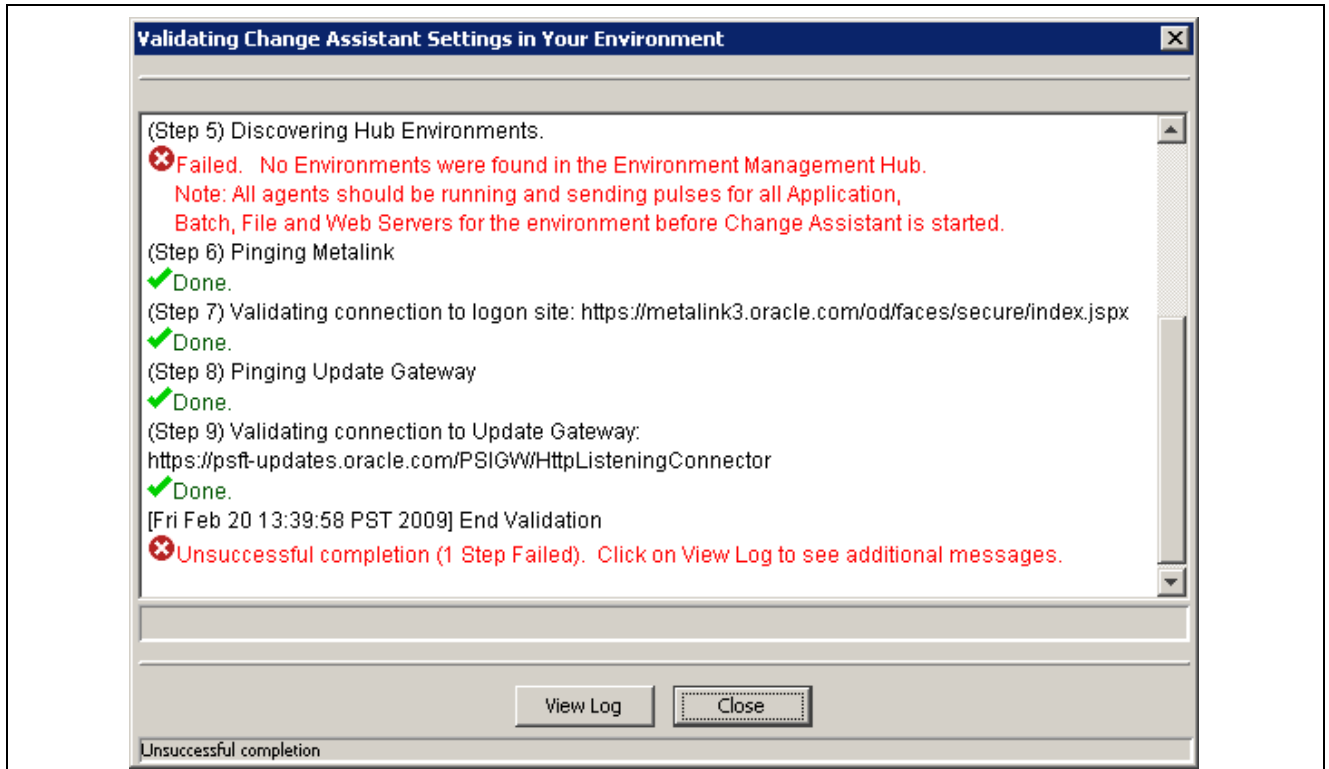 Validating Change Assistant Settings in Your Environment
(Step 5) Discovering Hub Environments.
Failed.   No Environments were found in the Environment Management Hub.
Note: All agents should be running and sending pulses for all Application,
Batch, File and Web Servers for the environment before Change Assistant is started.
(Step 6) Pinging Metalink
Done.
(Step 7) Validating connection to logon site: https://metalink3.oracle.com/od/faces/secure/index.jspx
Done.
(Step 8) Pinging Update Gateway
Done.
(Step 9) Validating connection to Update Gateway:
https://psft-updates.oracle.com/PSIGW/HttpListeningConnector
Done.
[Fri Feb 20 13:39:58 PST 2009] End Validation
Unsuccessful completion (1 Step Failed).  Click on View Log to see additional messages.
View Log
Close
Unsuccessful completion